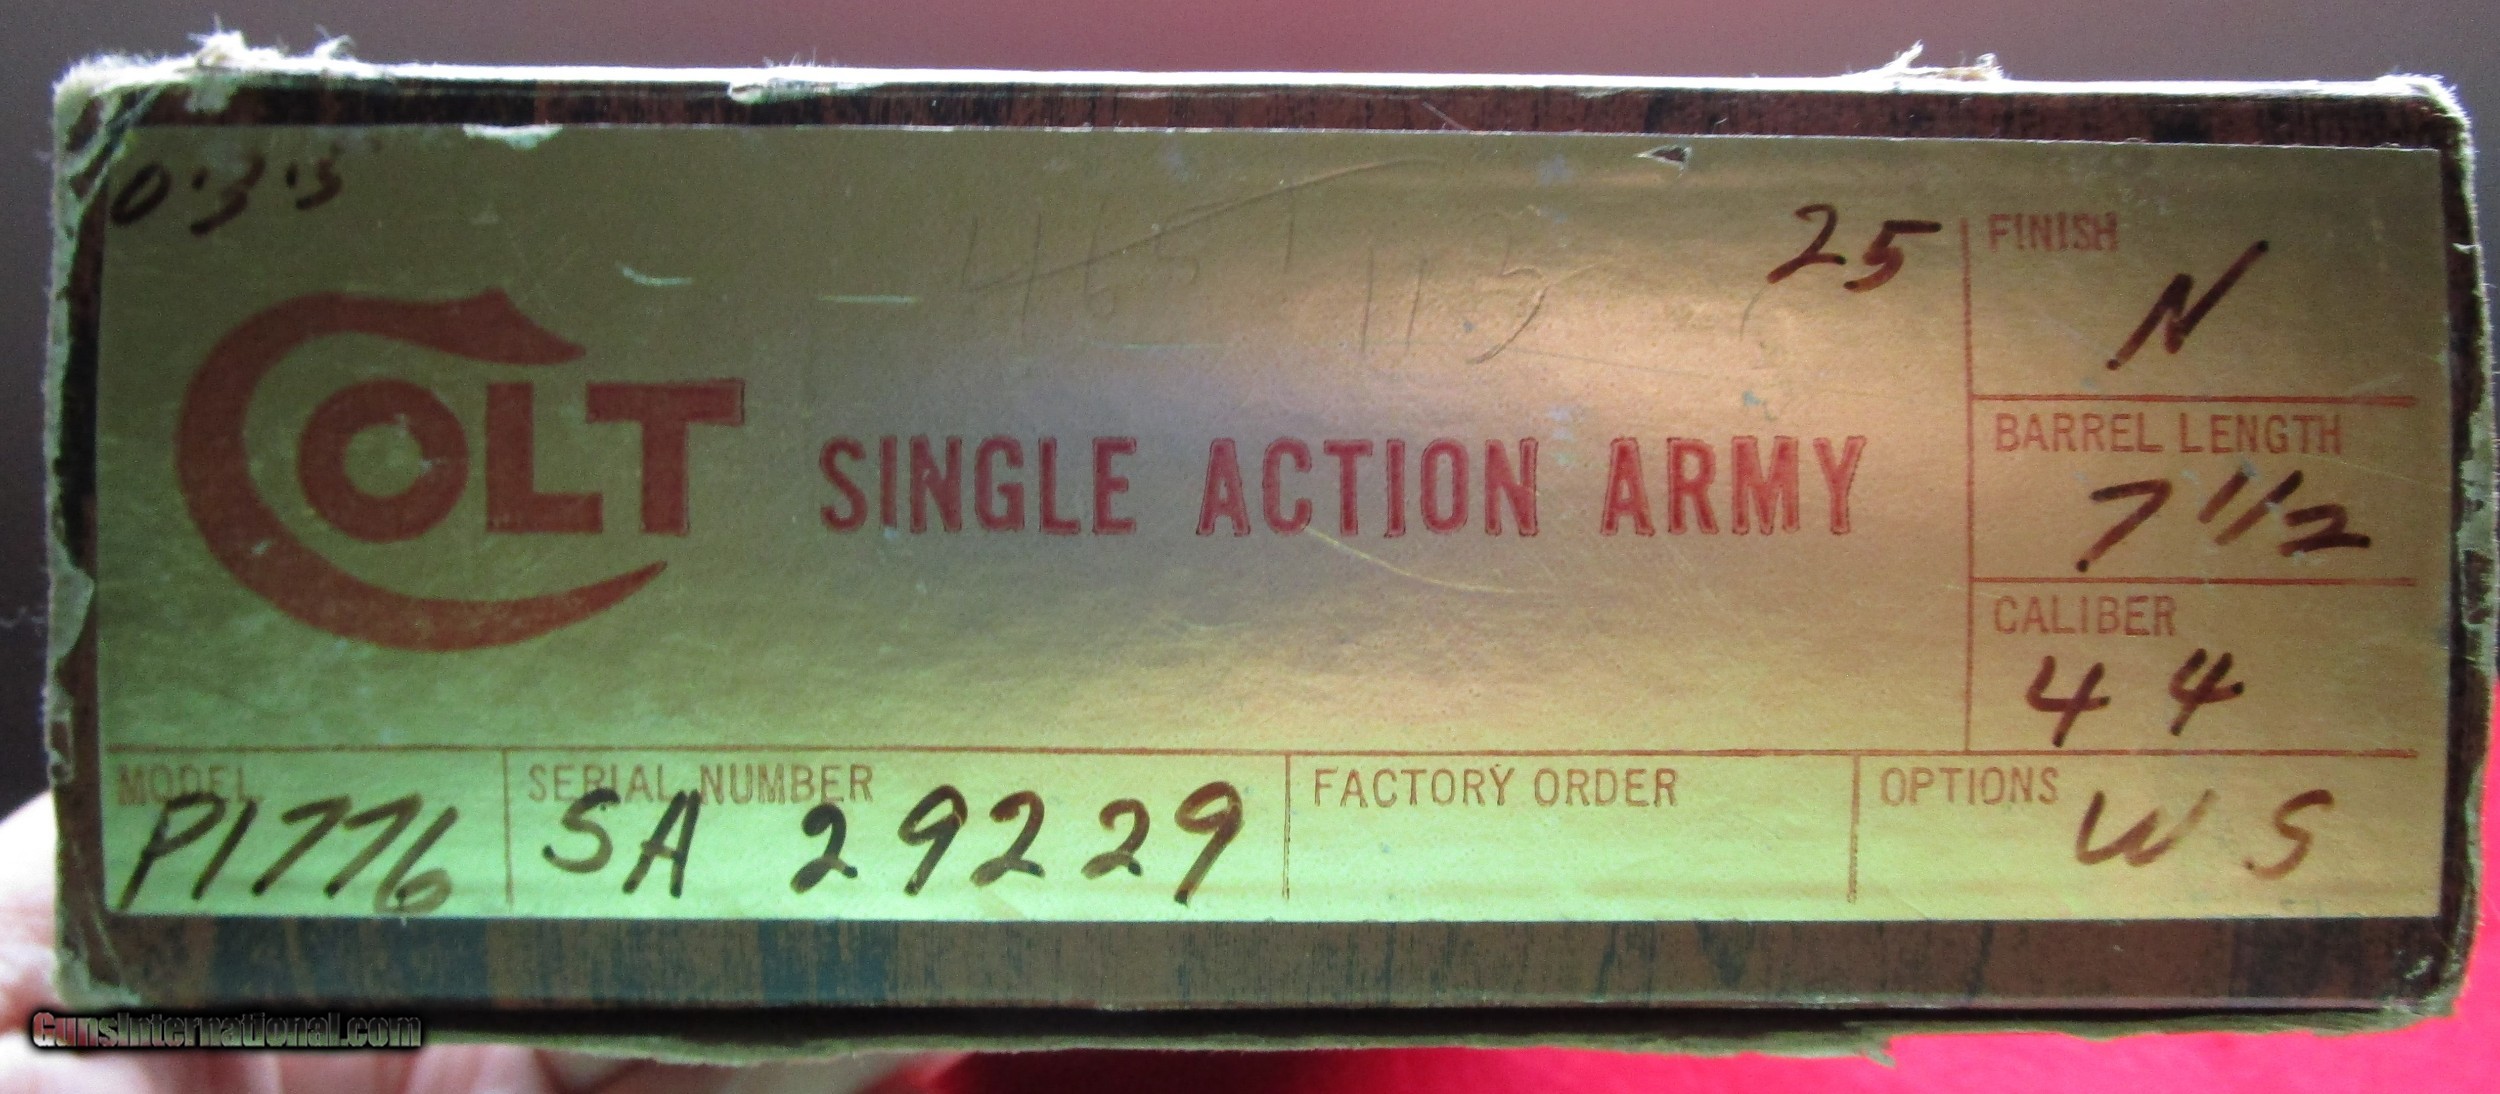 0.3.5
25
COLT SINGLE ACTION ARMY
FINISH
N
BARREL LENGTH
7 1/2
CALIBER
44
MODEL
P1776
SERIAL NUMBER
SA 29229
FACTORY ORDER
OPTIONS
WS
GunsInternational.com